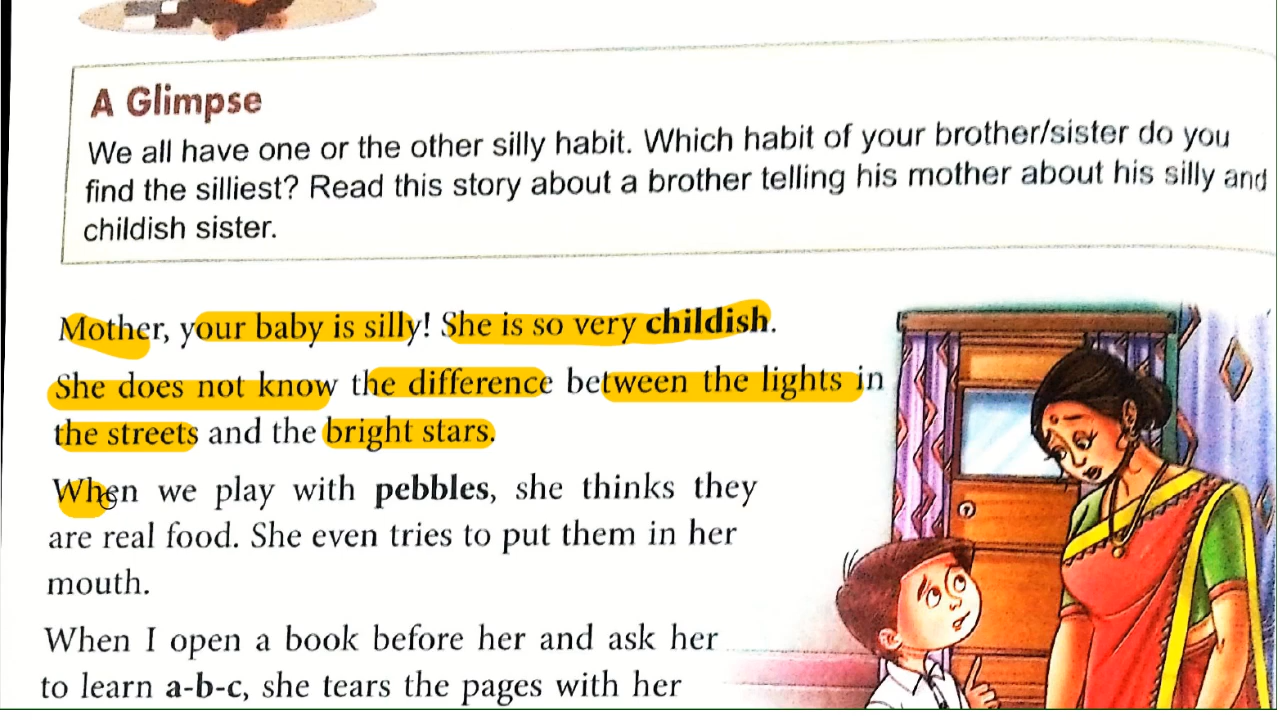 A Glimpse
We all have one or the other silly habit. Which habit of your brother/sister do you
find the silliest? Read this story about a brother telling his mother about his silly and
childish sister.
Mother, your baby is silly! She is so very childish.
She does not know the difference between the lights in
the streets and the bright stars.
When we play with pebbles, she thinks they
are real food. She even tries to put them in her
mouth.
When I open a book before her and ask her
to learn a-b-c, she tears the pages with her